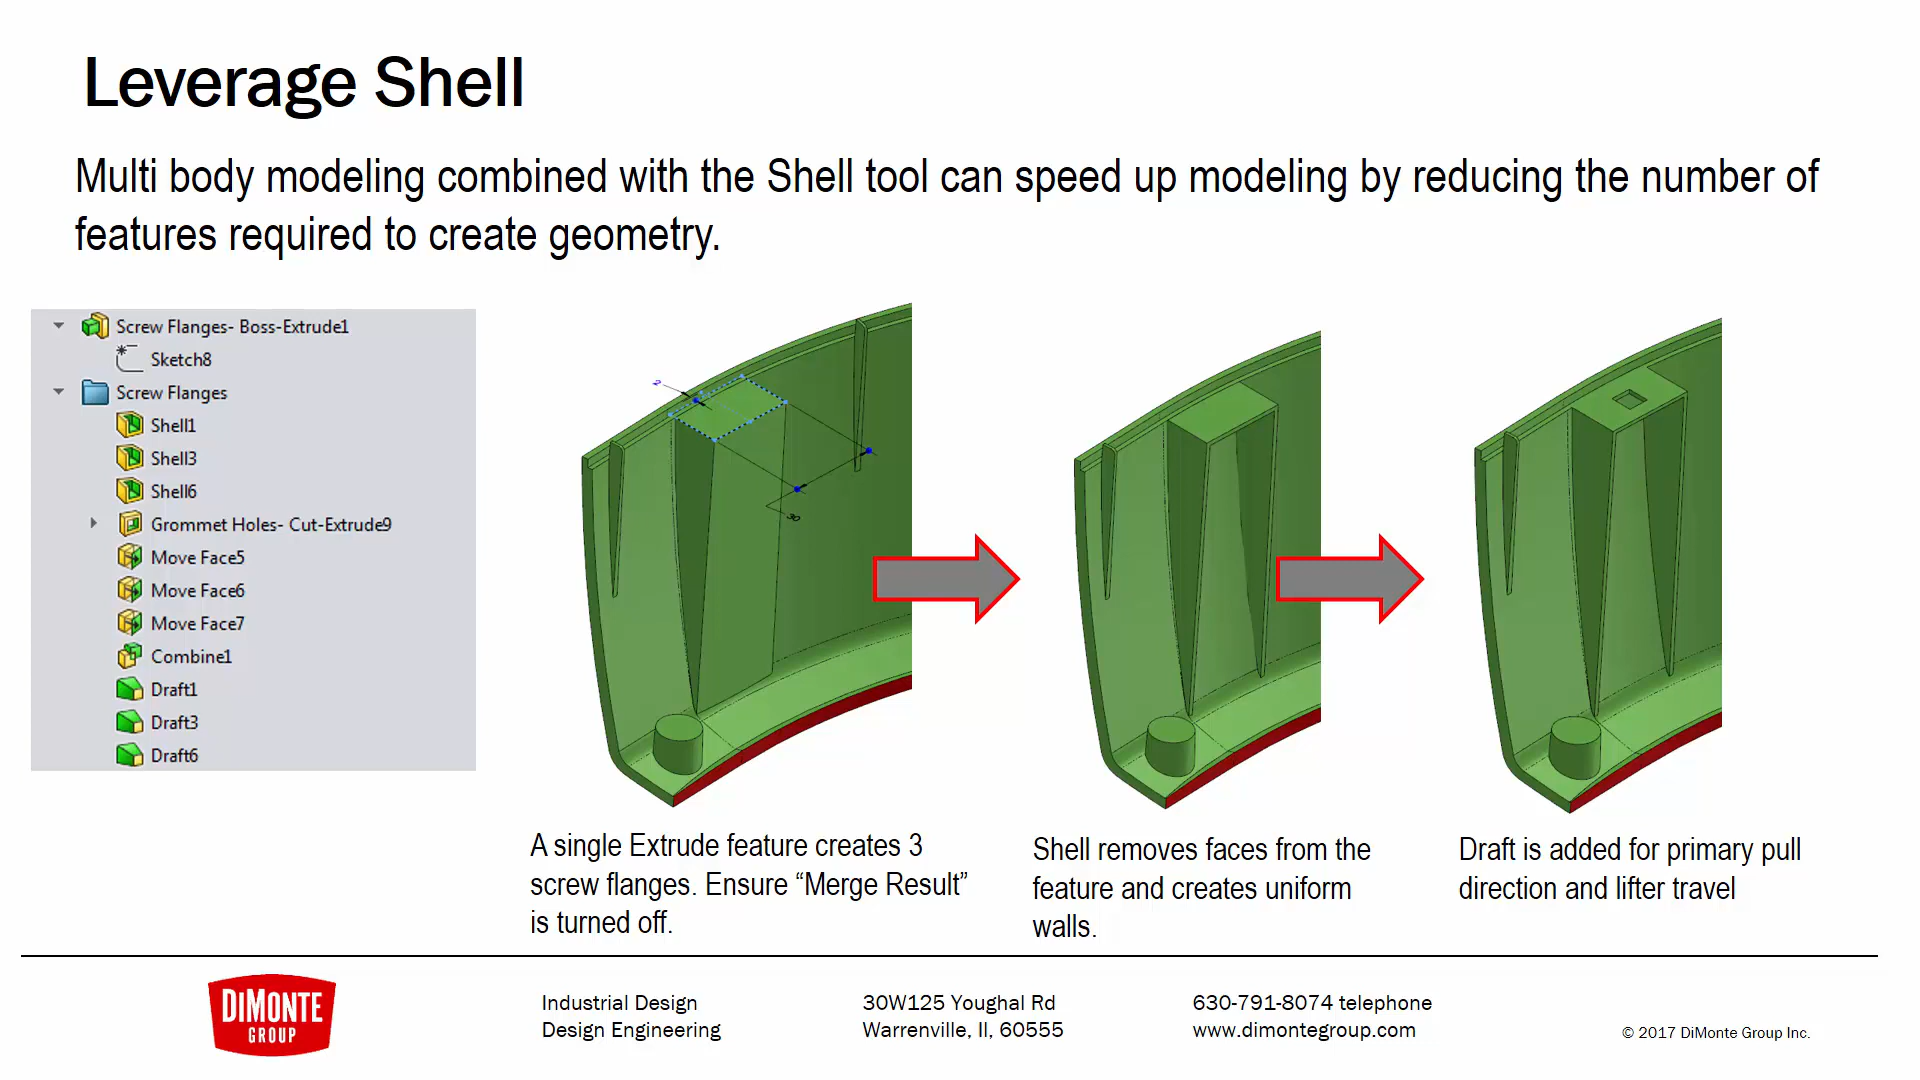 Leverage Shell
Multi body modeling combined with the Shell tool can speed up modeling by reducing the number of
features required to create geometry.
Screw Flanges- Boss-Extrude1
Sketch8
Screw Flanges
Shell1
Shell3
Shell6
Grommet Holes- Cut-Extrude9
Move Face5
Move Face6
Move Face7
Combine1
Draft1
Draft3
Draft6
2
30
A single Extrude feature creates 3
screw flanges. Ensure “Merge Result”
is turned off.
Shell removes faces from the
feature and creates uniform
walls.
Draft is added for primary pull
direction and lifter travel
DIMONTE
GROUP
Industrial Design
Design Engineering
30W125 Youghal Rd
Warrenville, Il, 60555
630-791-8074 telephone
www.dimontegroup.com
© 2017 DiMonte Group Inc.